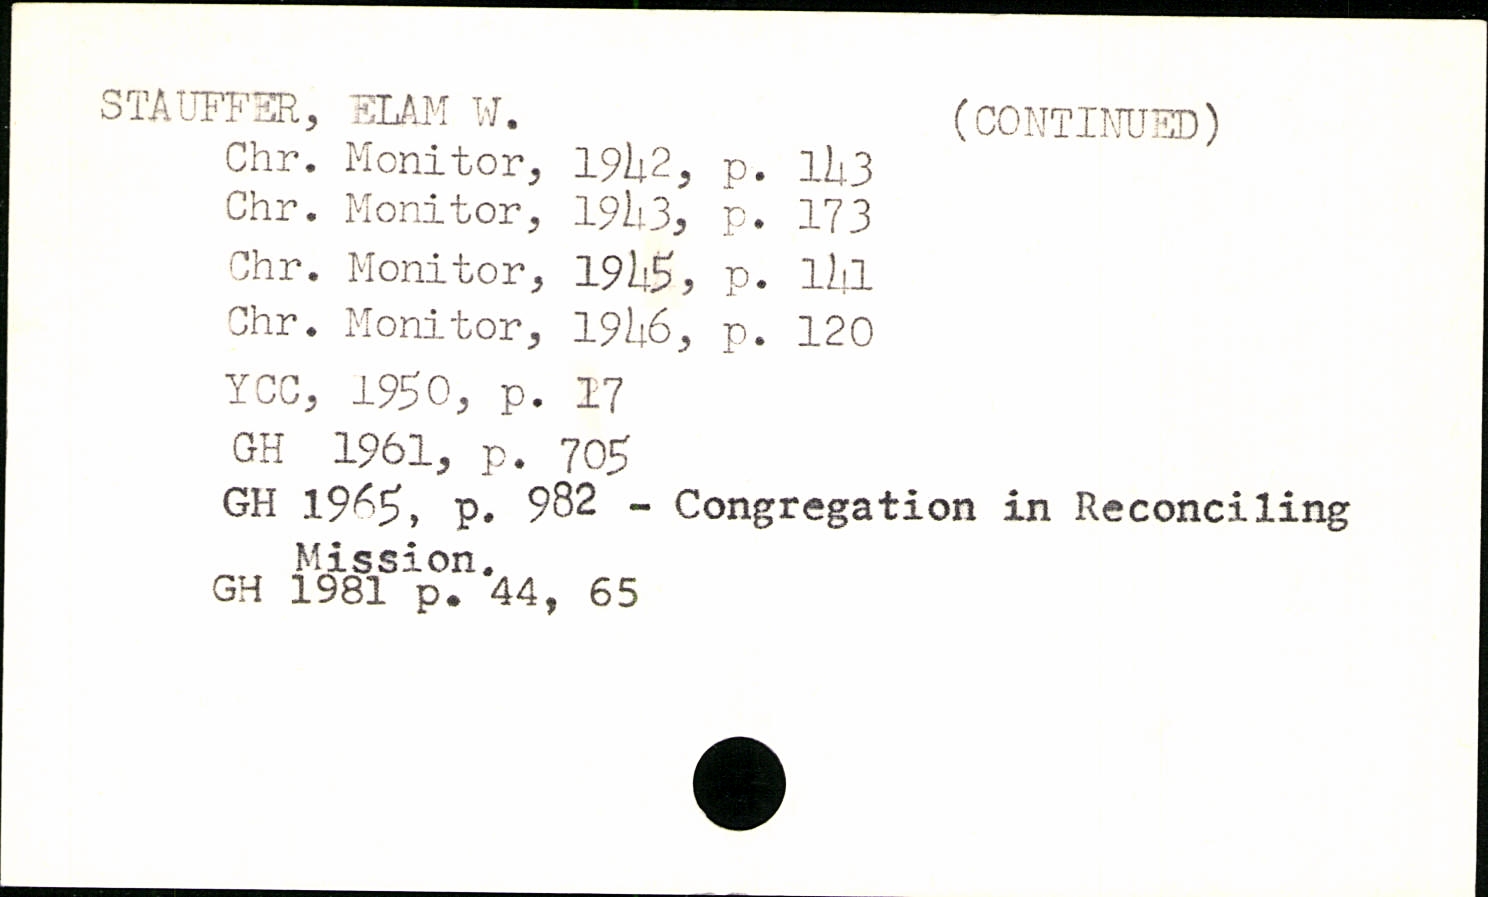 STAUFFER, ELAM W. (CONTINUED)
Chr. Monitor, 1942, p. 143
Chr. Monitor, 1943, p. 173
Chr. Monitor, 1945, p. 141
Chr. Monitor, 1946, p. 120
YCC, 1950, p. 17
GH 1961, p. 705
GH 1965, p. 982 - Congregation in Reconciling
Mission.
GH 1981 p. 44, 65